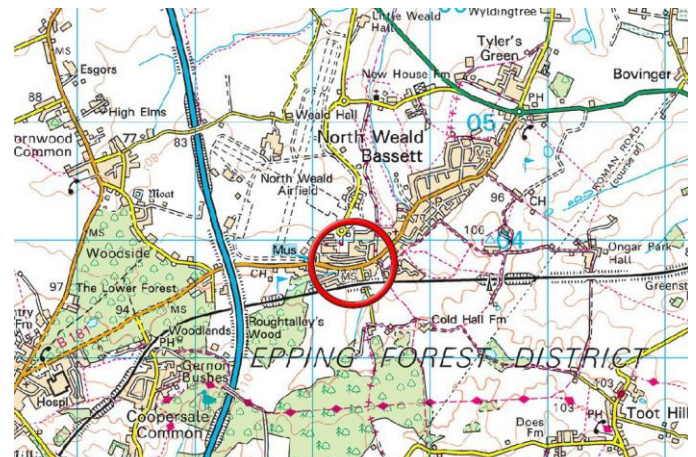 Little Weald
Hall
Wyldingtree
MS
Esgors
Tyler's
Green
New House Fm
Bovinger
88
High Elms
PH
Weald Hall
77
83
ornwood
Common
North Weald
Bassett
05
ROMAN ROAD
(course of)
Moat
North Weald
Airfield
96
CH
MS
106
04
Mus
Woodside
Ongar Park
Hall
CH
MS
97
The Lower Forest
94
MS
Greenst
Cold Hall Fm
Fm
Woodlands
Roughtalley's
Wood
B 181
PH
EPPING FOREST DISTRICT
Gernon
Bushes
103
Hospl
Coopersale
Common
103
Toot Hill
PH
Does
Fm